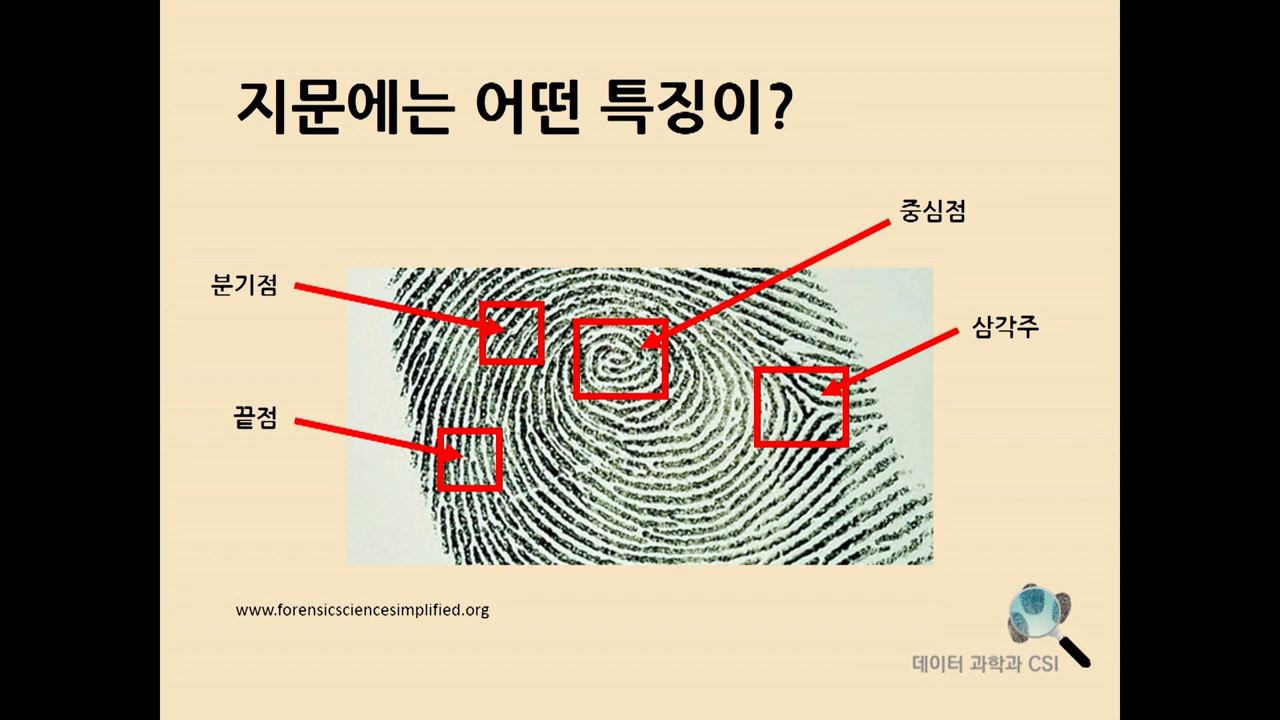 지문에는 어떤 특징이?
중심점
분기점
삼각주
끝점
www.forensicsciencesimplified.org
데이터 과학과 CSI